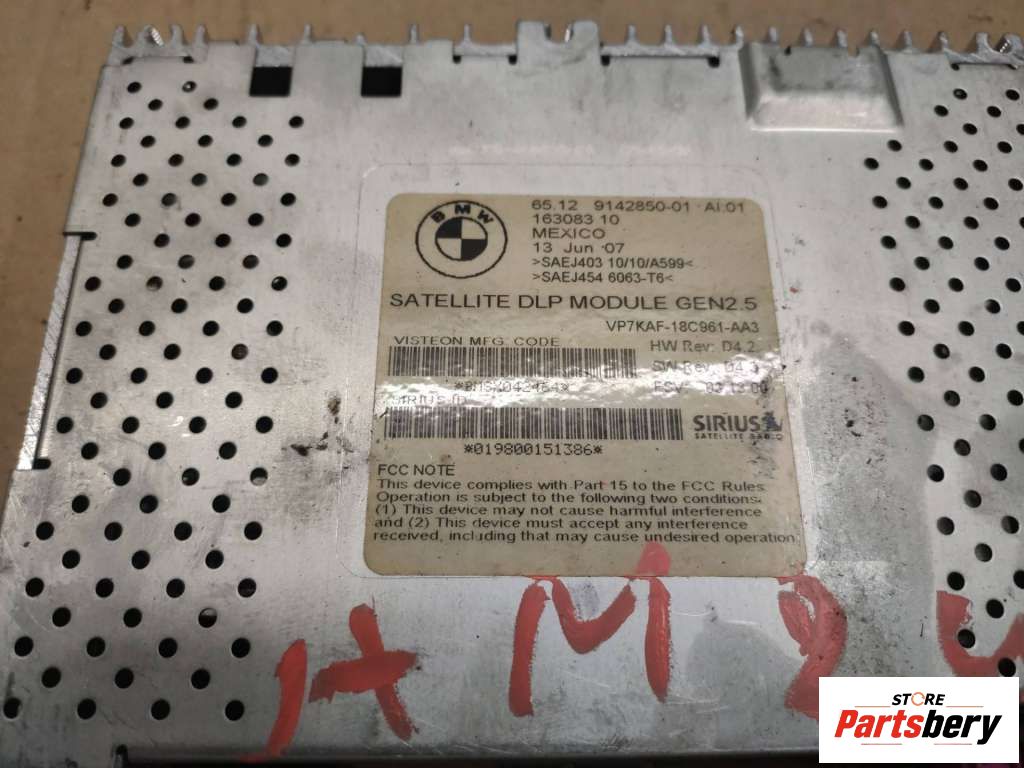 BMW
65.12 9142850-01 AI.01
163083 10
MEXICO
13 Jun 07
>SAEJ403 10/10/A599<
>SAEJ454 6063-T6<
SATELLITE DLP MODULE GEN2.5
VP7KAF-18C961-AA3
VISTEON MFG. CODE
HW Rev: D4.2
SW Rev:
SIRIUS ID
SIRIUS
SATELLITE RADIO
*019800151386*
FCC NOTE
This device complies with Part 15 to the FCC Rules
Operation is subject to the following two conditions.
(1) This device may not cause harmful interference
and (2) This device must accept any interference
received, including that may cause undesired operation
STORE
Partsbery